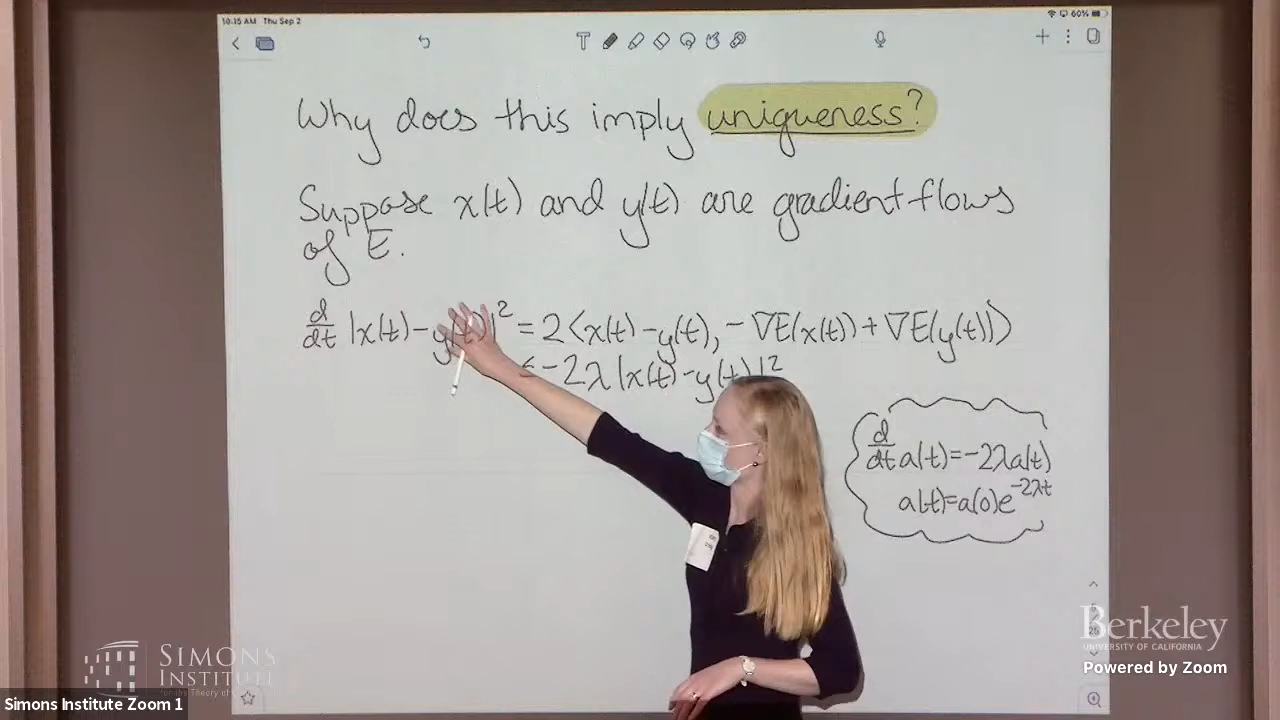 10:15 AM Thu Sep 2
60%
Why does this imply uniqueness?
Suppose x(t) and y(t) are gradient flows
of E.
d/dt |x(t) - y(t)|² = 2⟨x(t) - y(t), - ∇E(x(t)) + ∇E(y(t))⟩
≤ -2λ |x(t) - y(t)|²
d/dt a(t) = -2λa(t)
a(t) = a(0)e^{-2λt}
SIMONS
INSTITUTE
Berkeley
UNIVERSITY OF CALIFORNIA
Powered by Zoom
Simons Institute Zoom 1